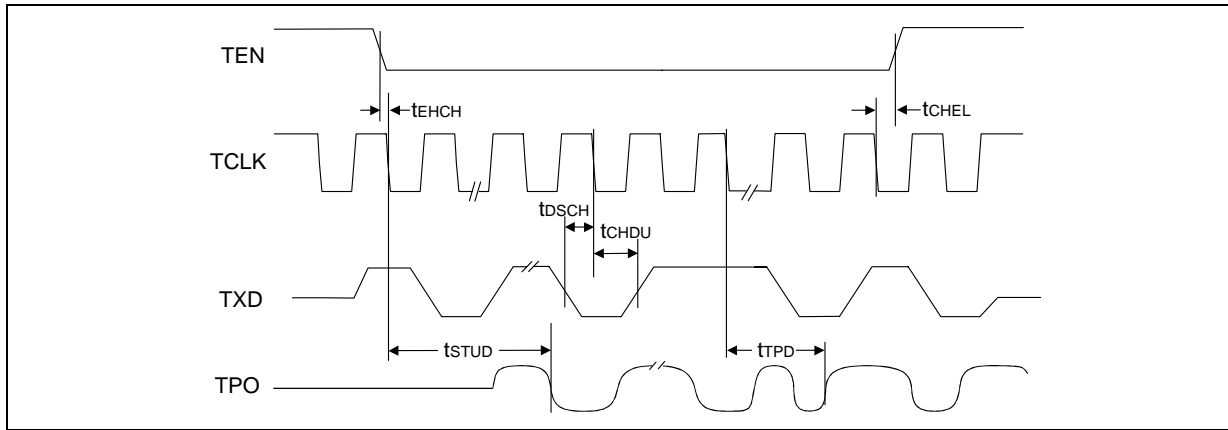 TEN
tEHCH
tCHEL
TCLK
tDSCH
tCHDU
TXD
tSTUD
tTPD
TPO